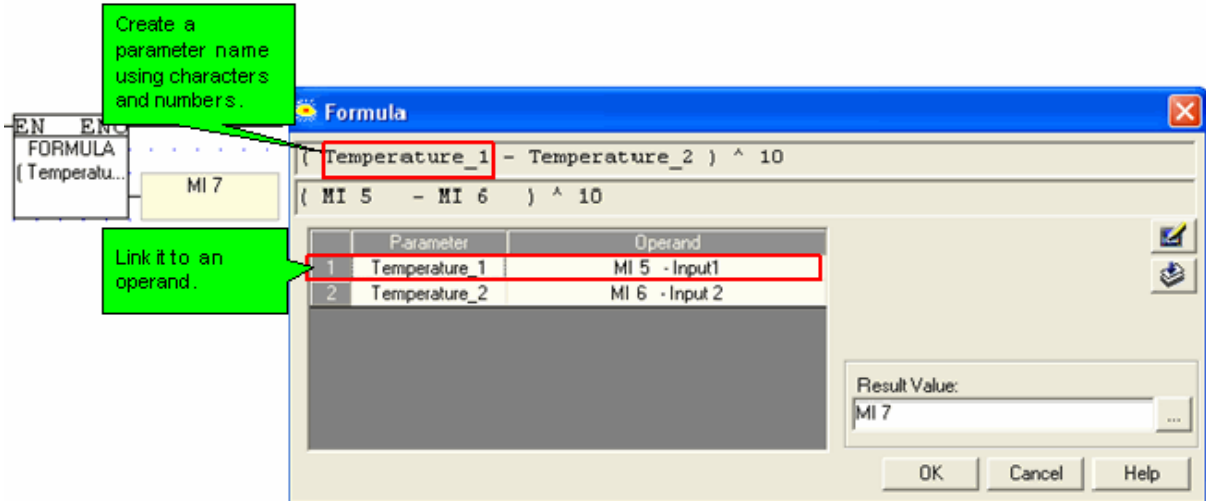 Create a
parameter name
using characters
and numbers.
EN ENO
FORMULA
( Temperatu...
MI 7
Link it to an
operand.
Formula
( Temperature_1 - Temperature_2 ) ^ 10
( MI 5 - MI 6 ) ^ 10
Parameter Operand
1 Temperature_1 MI 5 - Input1
2 Temperature_2 MI 6 - Input 2
Result Value:
MI 7
...
OK Cancel Help